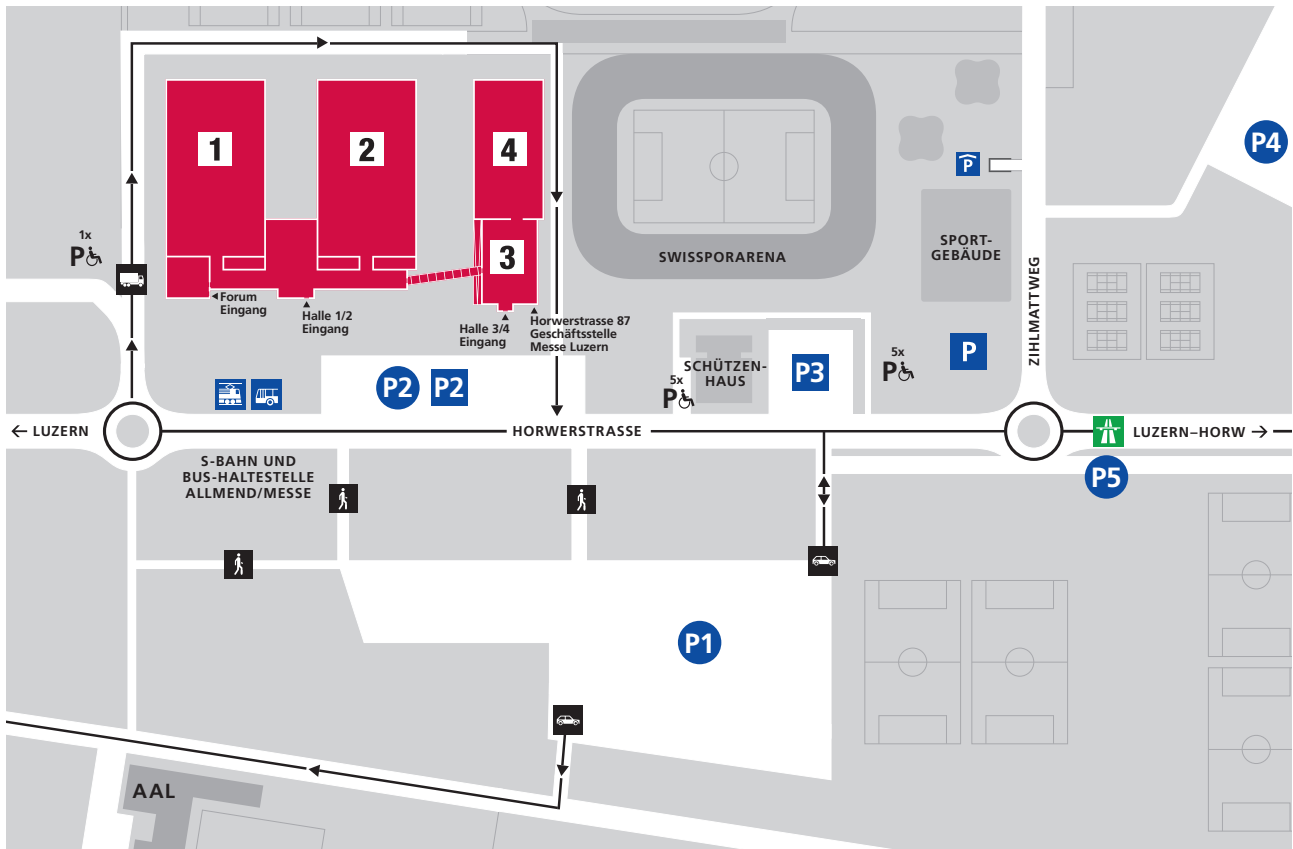 1
2
4
3
1x
P
Forum
Eingang
Halle 1/2
Eingang
Halle 3/4
Eingang
Horwerstrasse 87
Geschäftsstelle
Messe Luzern
SWISSPORARENA
P
SPORT-
GEBÄUDE
ZIHLMATTWEG
P4
P2
P2
SCHÜTZEN-
HAUS
5x
P
P3
5x
P
P
← LUZERN
HORWERSTRASSE
LUZERN–HORW →
S-BAHN UND
BUS-HALTESTELLE
ALLMEND/MESSE
P5
P1
AAL